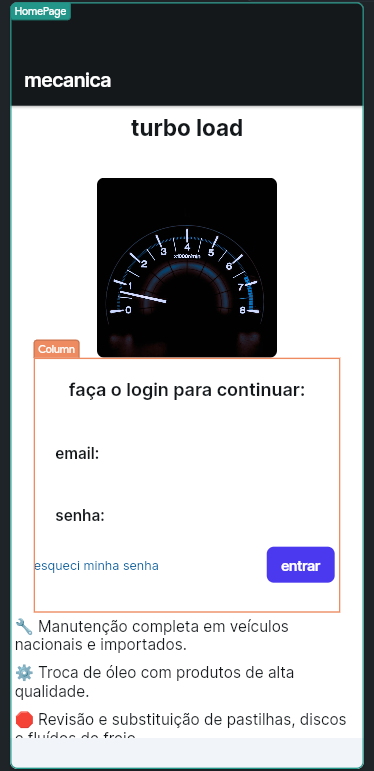 HomePage
mecanica
turbo load
4
3
5
x1000r/min
2
6
1
7
0
8
Column
faça o login para continuar:
email:
senha:
esqueci minha senha
entrar
🔧 Manutenção completa em veículos
nacionais e importados.
⚙️ Troca de óleo com produtos de alta
qualidade.
🛑 Revisão e substituição de pastilhas, discos
e fluídos de freio